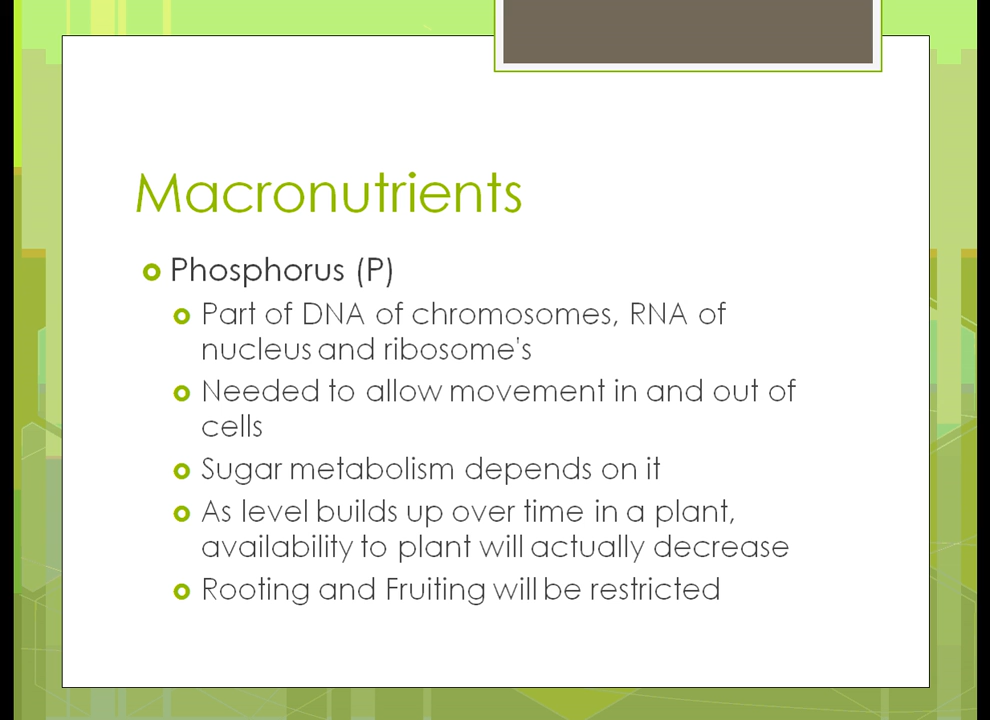 Macronutrients
Phosphorus (P)
Part of DNA of chromosomes, RNA of
nucleus and ribosome's
Needed to allow movement in and out of
cells
Sugar metabolism depends on it
As level builds up over time in a plant,
availability to plant will actually decrease
Rooting and Fruiting will be restricted